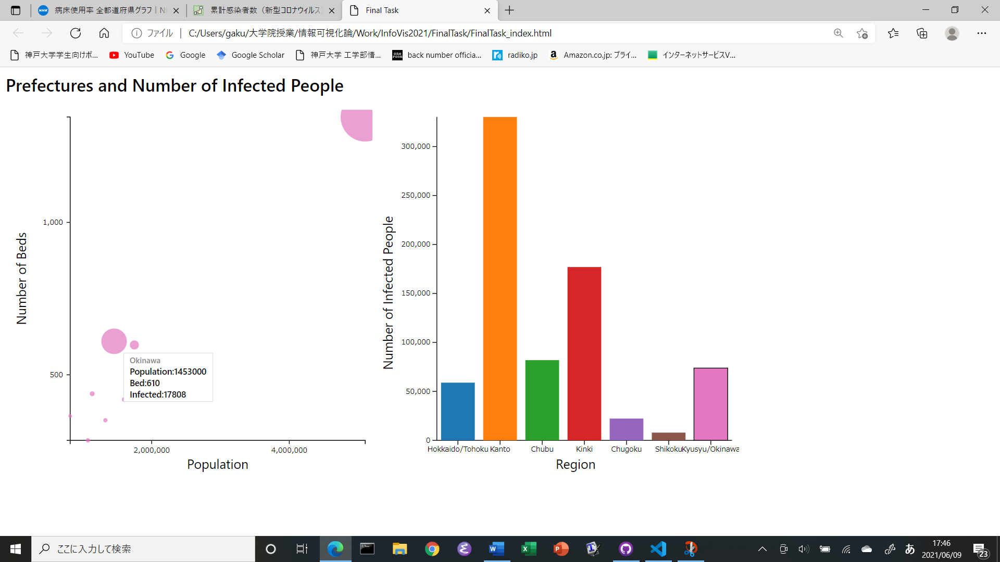 病床使用率 全都道府県グラフ | N
累計感染者数（新型コロナウィルス
Final Task
ファイル
C:/Users/gaku/大学院授業/情報可視化論/Work/InfoVis2021/FinalTask/FinalTask_index.html
神戸大学学生向けポ...
YouTube
Google
Google Scholar
神戸大学 工学部情...
one room
back number officia...
radiko.jp
Amazon.co.jp: プライ...
インターネットサービスV...
Prefectures and Number of Infected People
1,000
500
Number of Beds
Okinawa
Population:1453000
Bed:610
Infected:17808
2,000,000
4,000,000
Population
300,000
250,000
200,000
150,000
100,000
50,000
0
Number of Infected People
Hokkaido/Tohoku
Kanto
Chubu
Kinki
Chugoku
Shikoku
Kyusyu/Okinawa
Region
ここに入力して検索
あ
17:46
2021/06/09
23